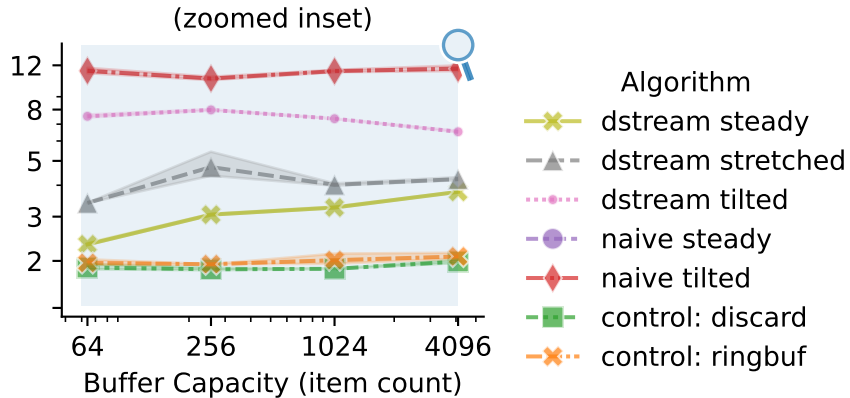 (zoomed inset)
12
8
5
3
2
64 256 1024 4096
Buffer Capacity (item count)
Algorithm
dstream steady
dstream stretched
dstream tilted
naive steady
naive tilted
control: discard
control: ringbuf